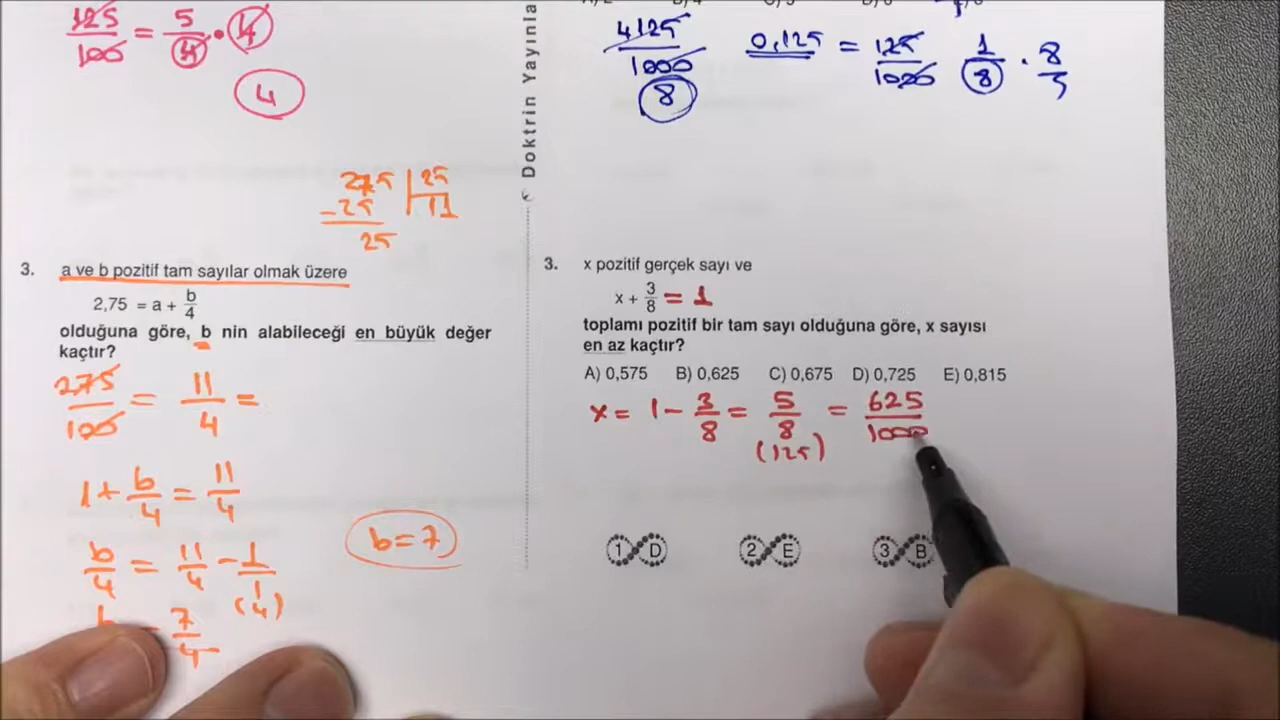 125/100 = 5/4 · 4
4
275 | 25
-25 | 11
25
3. a ve b pozitif tam sayılar olmak üzere
2,75 = a + b/4
olduğuna göre, b nin alabileceği en büyük değer
kaçtır?
275/100 = 11/4 =
1 + b/4 = 11/4
b/4 = 11/4 - 1/1
(4)
7/4
b=7
Doktrin Yayınla
4125/1000
8
0,125 = 125/1000 1/8 · 8/
3. x pozitif gerçek sayı ve
x + 3/8 = 1
toplamı pozitif bir tam sayı olduğuna göre, x sayısı
en az kaçtır?
A) 0,575 B) 0,625 C) 0,675 D) 0,725 E) 0,815
x = 1 - 3/8 = 5/8 = 625/1000
(125)
1 D 2 E 3 B